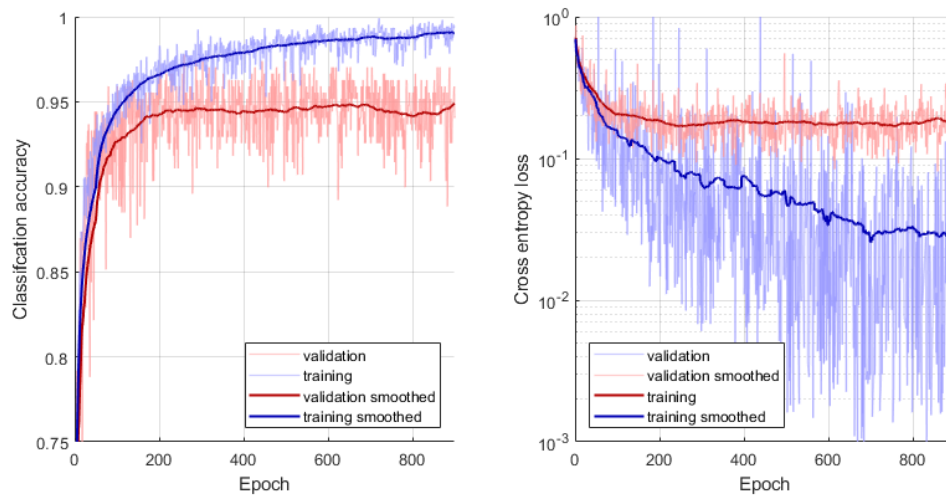 Classifcation accuracy
1
0.95
0.9
0.85
0.8
0.75
0
200
400
600
800
Epoch
validation
training
validation smoothed
training smoothed
Cross entropy loss
10^0
10^-1
10^-2
10^-3
0
200
400
600
800
Epoch
validation
validation smoothed
training
training smoothed